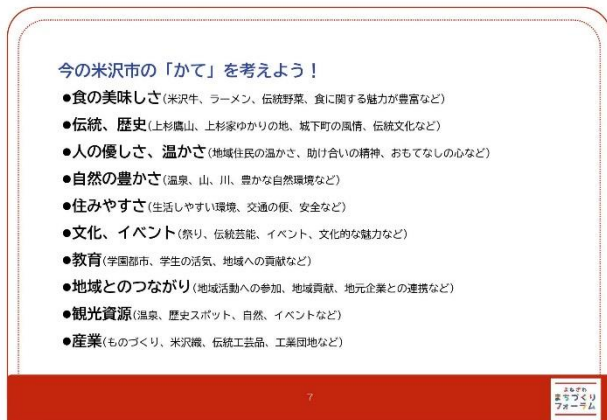 今の米沢市の「かて」を考えよう！
●食の美味しさ(米沢牛、ラーメン、伝統野菜、食に関する魅力が豊富など)
●伝統、歴史(上杉鷹山、上杉家ゆかりの地、城下町の風情、伝統文化など)
●人の優しさ、温かさ(地域住民の温かさ、助け合いの精神、おもてなしの心など)
●自然の豊かさ(温泉、山、川、豊かな自然環境など)
●住みやすさ(生活しやすい環境、交通の便、安全など)
●文化、イベント(祭り、伝統芸能、イベント、文化的な魅力など)
●教育(学園都市、学生の活気、地域への貢献など)
●地域とのつながり(地域活動への参加、地域貢献、地元企業との連携など)
●観光資源(温泉、歴史スポット、自然、イベントなど)
●産業(ものづくり、米沢織、伝統工芸品、工業団地など)
7
よねざわ
まちづくり
フォーラム